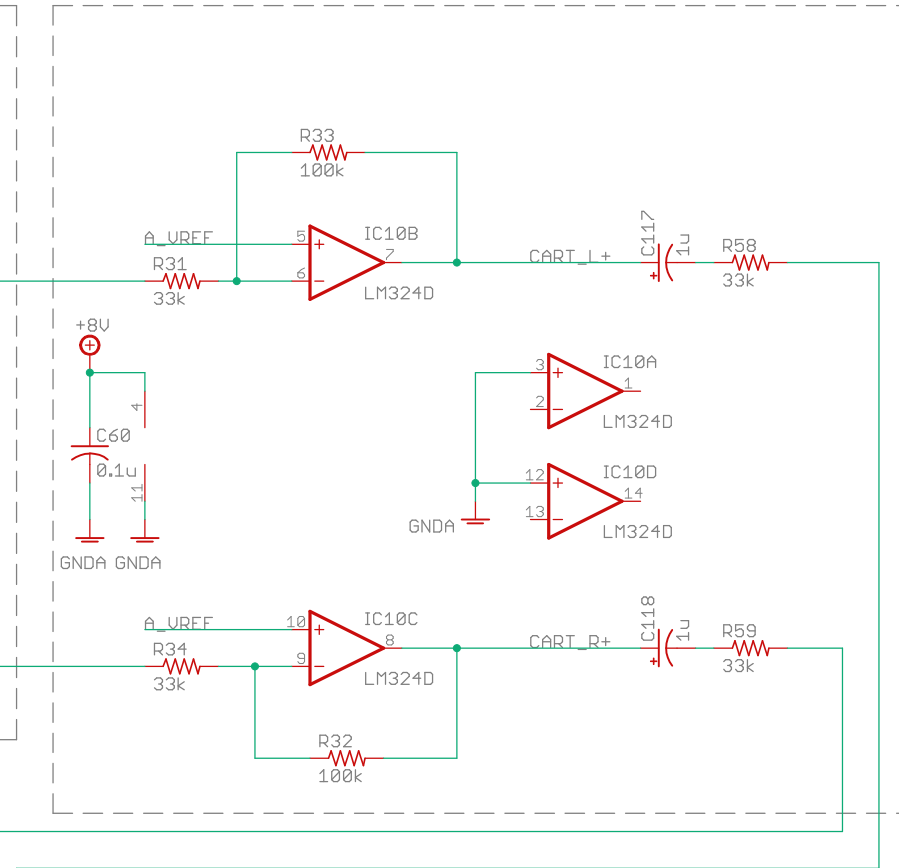 R33
100k
A_VREF
5
IC10B
7
R31
33k
6
LM324D
CART_L+
C117
1u
R58
33k
+8V
4
C60
0.1u
11
GNDA GNDA
3
IC10A
1
2
LM324D
12
IC10D
14
13
LM324D
GNDA
A_VREF
10
IC10C
8
R34
33k
9
LM324D
CART_R+
C118
1u
R59
33k
R32
100k